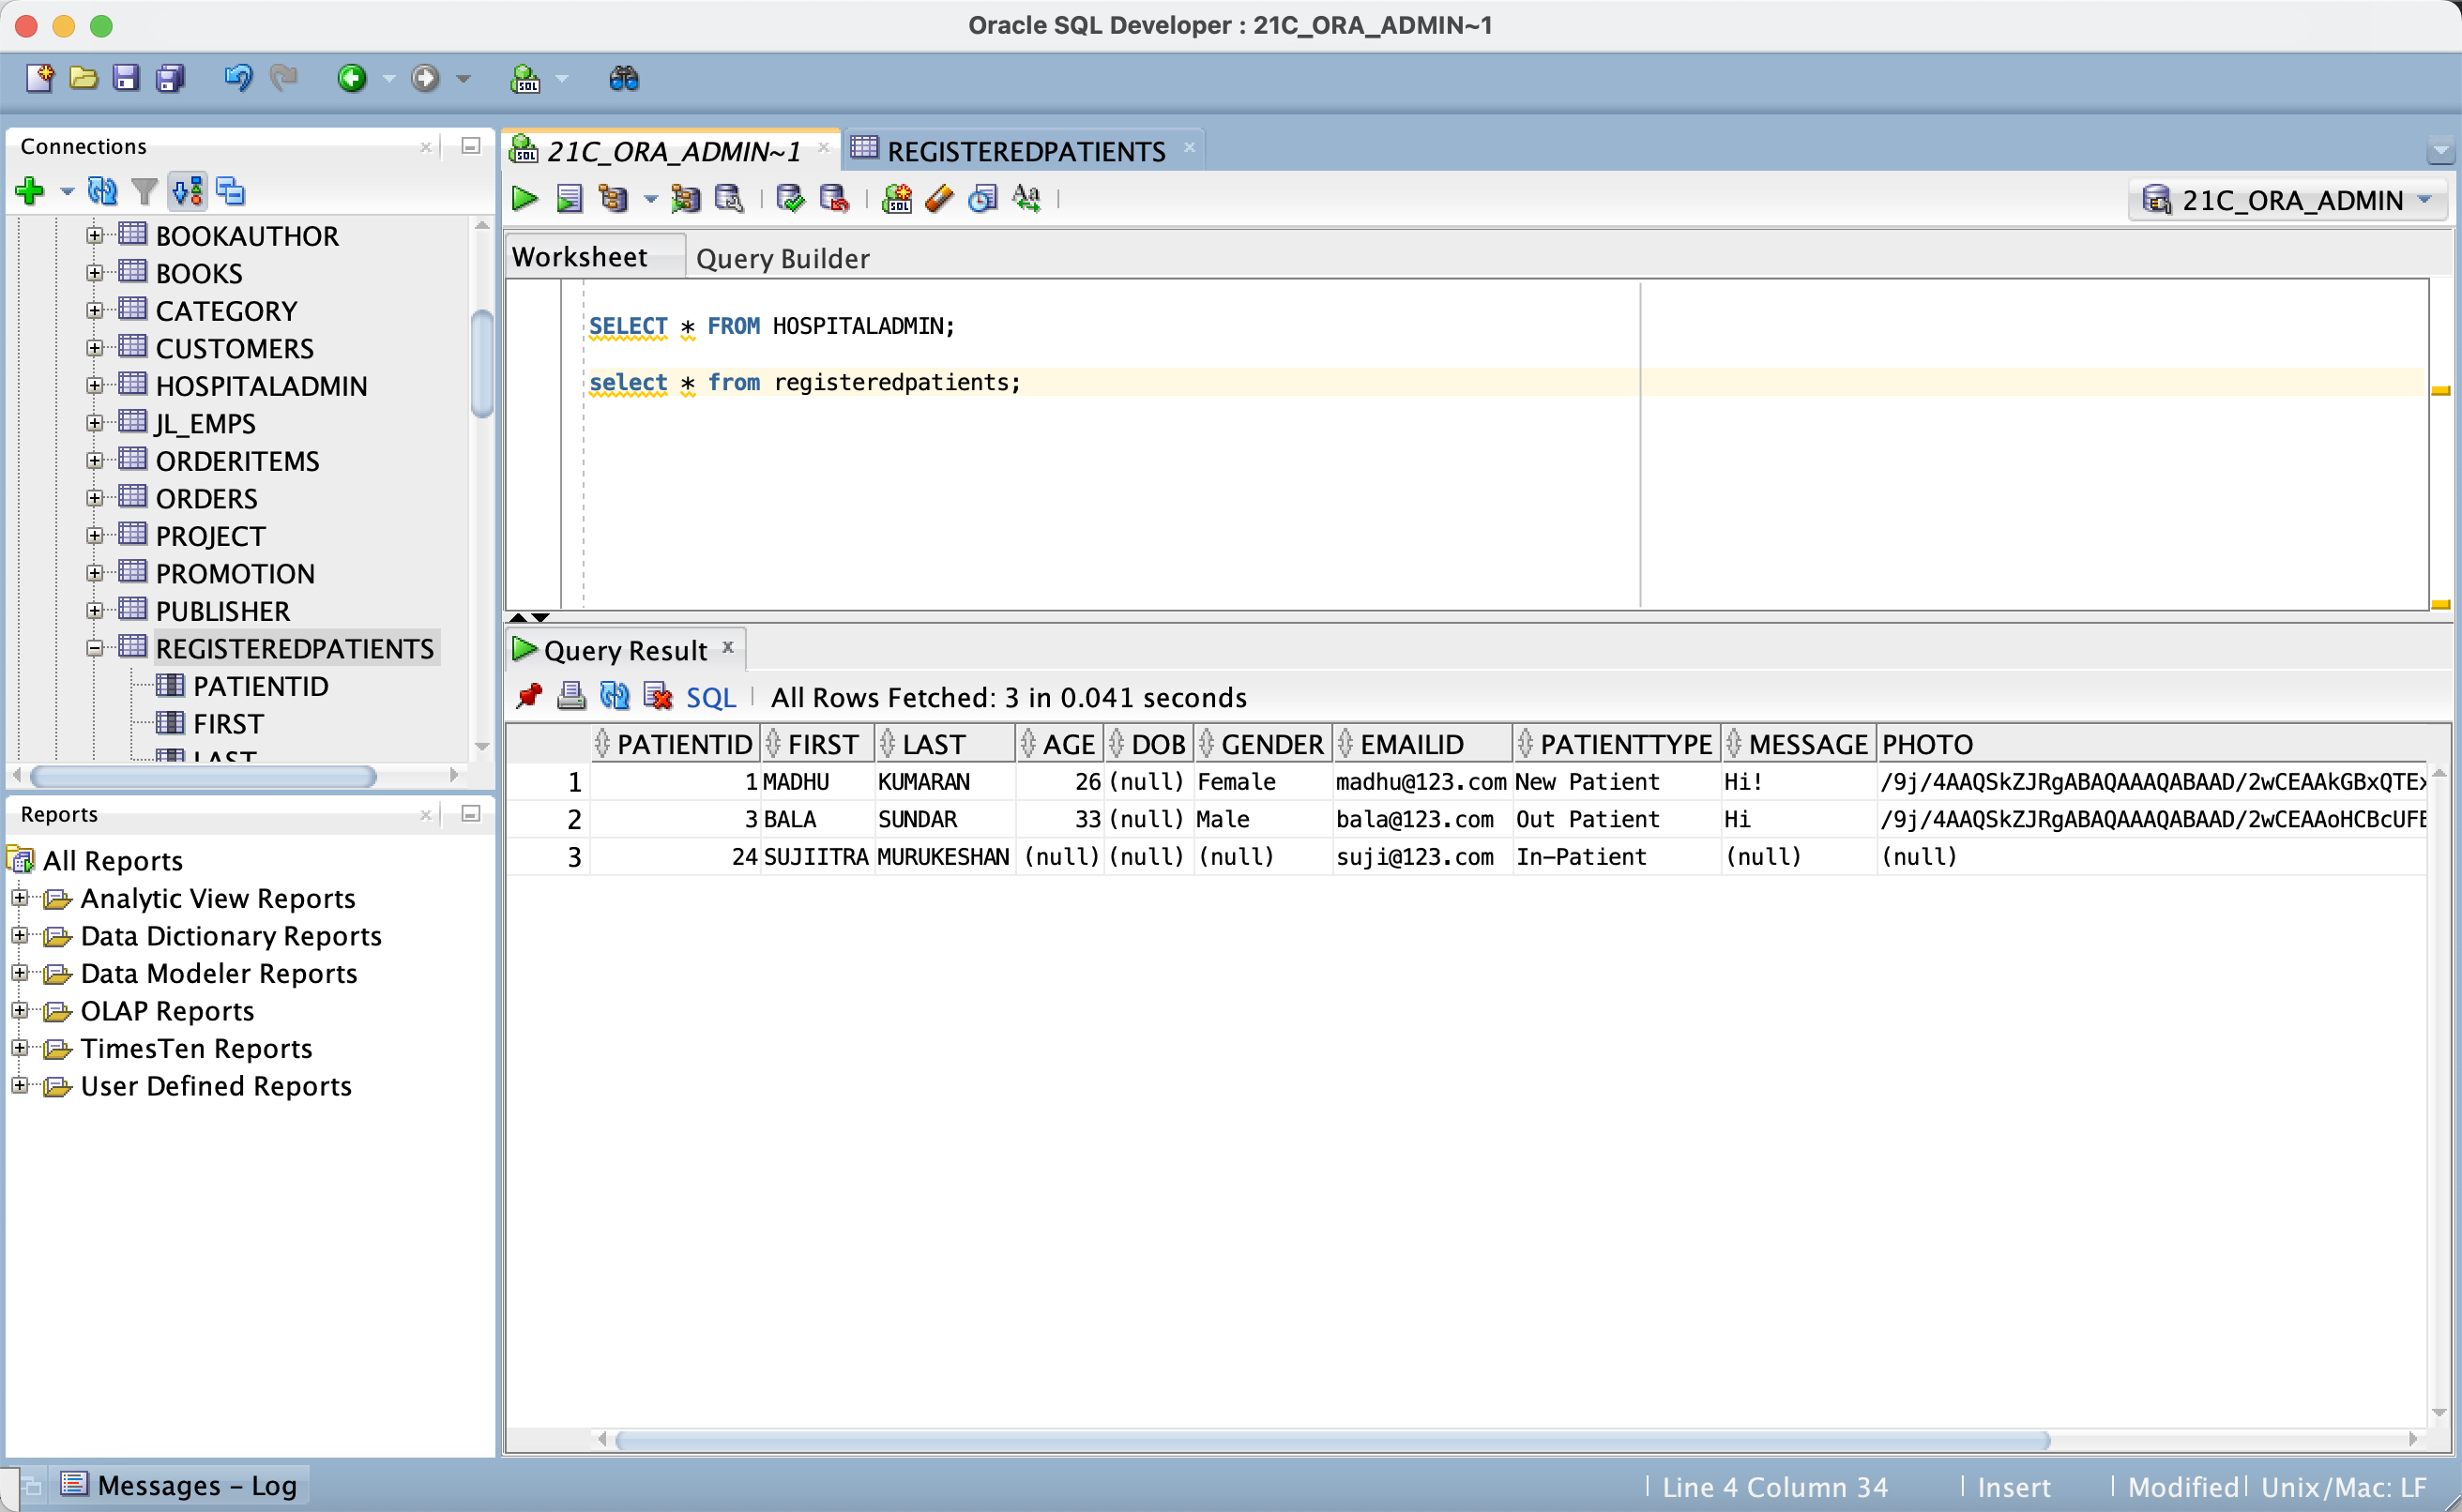 Oracle SQL Developer : 21C_ORA_ADMIN~1
Connections
BOOKAUTHOR
BOOKS
CATEGORY
CUSTOMERS
HOSPITALADMIN
JL_EMPS
ORDERITEMS
ORDERS
PROJECT
PROMOTION
PUBLISHER
REGISTEREDPATIENTS
PATIENTID
FIRST
LAST
Reports
All Reports
Analytic View Reports
Data Dictionary Reports
Data Modeler Reports
OLAP Reports
TimesTen Reports
User Defined Reports
21C_ORA_ADMIN~1 REGISTEREDPATIENTS
21C_ORA_ADMIN
Worksheet Query Builder
SELECT * FROM HOSPITALADMIN;
select * from registeredpatients;
Query Result
SQL All Rows Fetched: 3 in 0.041 seconds
PATIENTID FIRST LAST AGE DOB GENDER EMAILID PATIENTTYPE MESSAGE PHOTO
1 1 MADHU KUMARAN 26 (null) Female madhu@123.com New Patient Hi! /9j/4AAQSkZJRgABAQAAAQABAAD/2wCEAAkGBxQTEx
2 3 BALA SUNDAR 33 (null) Male bala@123.com Out Patient Hi /9j/4AAQSkZJRgABAQAAAQABAAD/2wCEAAoHCBcUFE
3 24 SUJIITRA MURUKESHAN (null) (null) (null) suji@123.com In-Patient (null) (null)
Messages - Log
Line 4 Column 34 Insert Modified Unix/Mac: LF